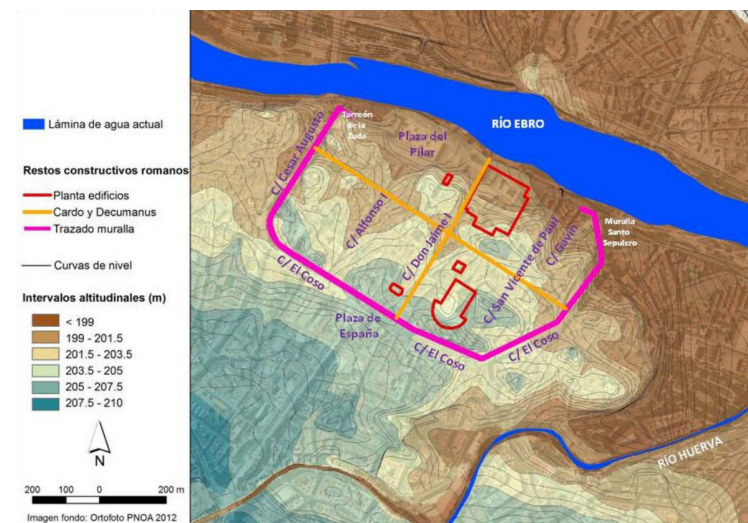 Lámina de agua actual
Restos constructivos romanos
Planta edificios
Cardo y Decumanus
Trazado muralla
Curvas de nivel
Intervalos altitudinales (m)
< 199
199 - 201.5
201.5 - 203.5
203.5 - 205
205 - 207.5
207.5 - 210
N
200 100 0 200 m
Imagen fondo: Ortofoto PNOA 2012
RÍO EBRO
Torreón
de la
Zuda
Plaza del
Pilar
C/ Cesar Augusto
C/ Alfonso I
C/ Don Jaime I
C/ San Vicente de Paul
C/ Gavín
Muralla
Santo
Sepulcro
C/ El Coso
Plaza de
España
C/ El Coso
C/ El Coso
RÍO HUERVA